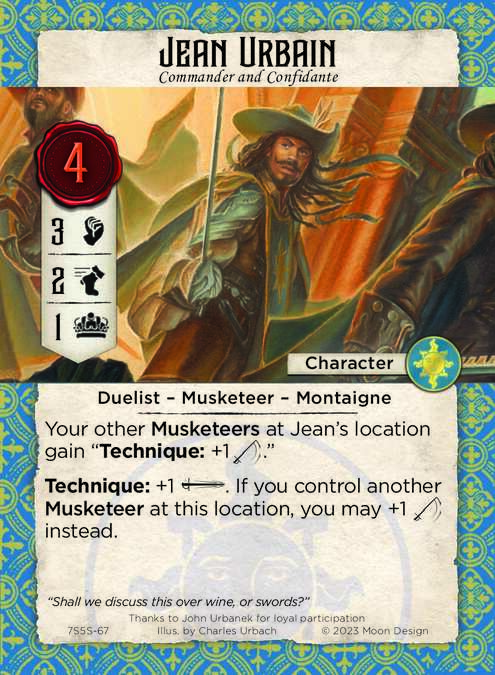 Jean Urbain
Commander and Confidante
4
3
2
1
Character
Duelist – Musketeer – Montaigne
Your other Musketeers at Jean's location
gain “Technique: +1 .”
Technique: +1 . If you control another
Musketeer at this location, you may +1
instead.
“Shall we discuss this over wine, or swords?”
Thanks to John Urbanek for loyal participation
7S5S-67 Illus. by Charles Urbach © 2023 Moon Design